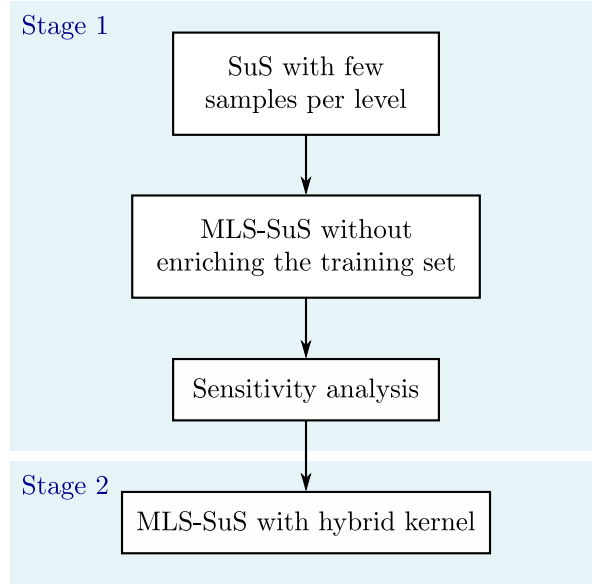 Stage 1
SuS with few
samples per level
MLS-SuS without
enriching the training set
Sensitivity analysis
Stage 2
MLS-SuS with hybrid kernel